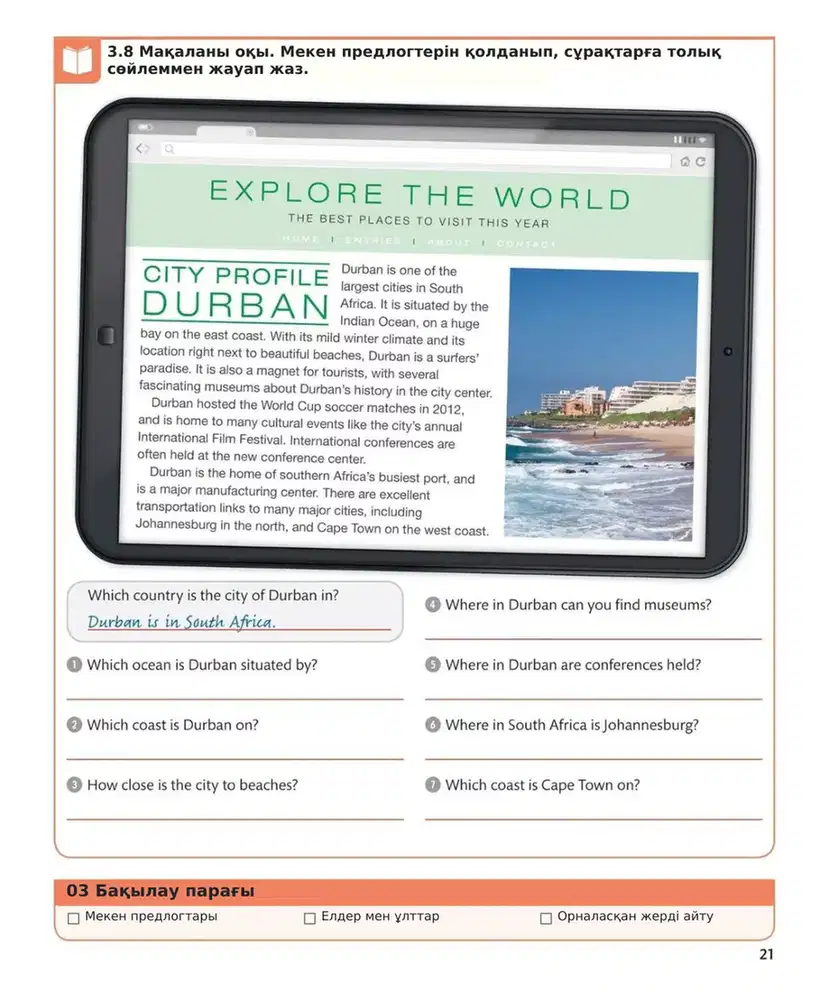 3.8 Мақаланы оқы. Мекен предлогтерін қолданып, сұрақтарға толық
сөйлеммен жауап жаз.
EXPLORE THE WORLD
THE BEST PLACES TO VISIT THIS YEAR
HOME | ENTRIES | ABOUT | CONTACT
CITY PROFILE
DURBAN
Durban is one of the
largest cities in South
Africa. It is situated by the
Indian Ocean, on a huge
bay on the east coast. With its mild winter climate and its
location right next to beautiful beaches, Durban is a surfers'
paradise. It is also a magnet for tourists, with several
fascinating museums about Durban's history in the city center.
Durban hosted the World Cup soccer matches in 2012,
and is home to many cultural events like the city's annual
International Film Festival. International conferences are
often held at the new conference center.
Durban is the home of southern Africa's busiest port, and
is a major manufacturing center. There are excellent
transportation links to many major cities, including
Johannesburg in the north, and Cape Town on the west coast.
Which country is the city of Durban in?
Durban is in South Africa.
1 Which ocean is Durban situated by?
2 Which coast is Durban on?
3 How close is the city to beaches?
4 Where in Durban can you find museums?
5 Where in Durban are conferences held?
6 Where in South Africa is Johannesburg?
7 Which coast is Cape Town on?
03 Бақылау парағы
Мекен предлогтары
Елдер мен ұлттар
Орналасқан жерді айту
21